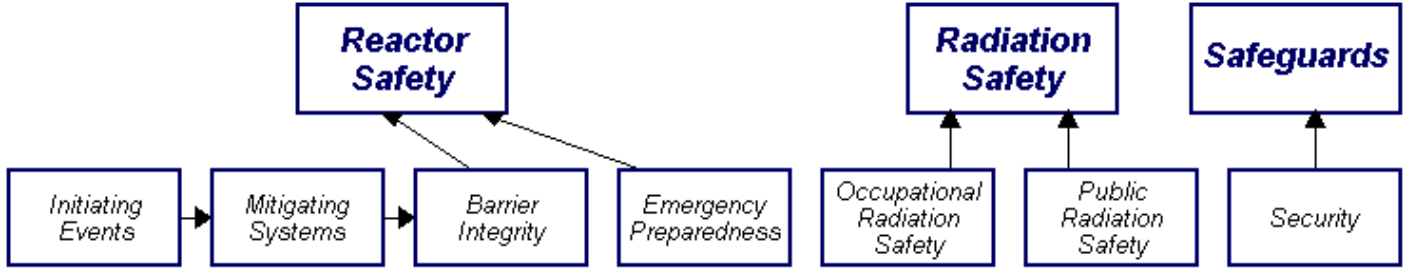 Reactor
Safety
Radiation
Safety
Safeguards
Initiating
Events
Mitigating
Systems
Barrier
Integrity
Emergency
Preparedness
Occupational
Radiation
Safety
Public
Radiation
Safety
Security